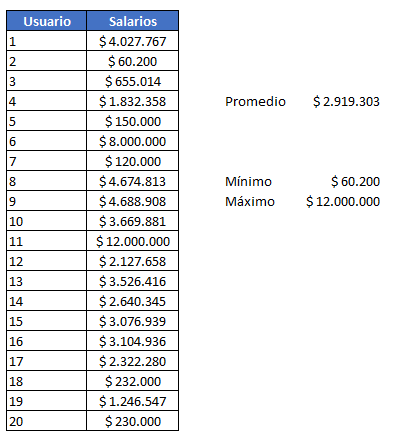 Usuario Salarios
1 $ 4.027.767
2 $ 60.200
3 $ 655.014
4 $ 1.832.358 Promedio $ 2.919.303
5 $ 150.000
6 $ 8.000.000
7 $ 120.000
8 $ 4.674.813 Mínimo $ 60.200
9 $ 4.688.908 Máximo $ 12.000.000
10 $ 3.669.881
11 $ 12.000.000
12 $ 2.127.658
13 $ 3.526.416
14 $ 2.640.345
15 $ 3.076.939
16 $ 3.104.936
17 $ 2.322.280
18 $ 232.000
19 $ 1.246.547
20 $ 230.000